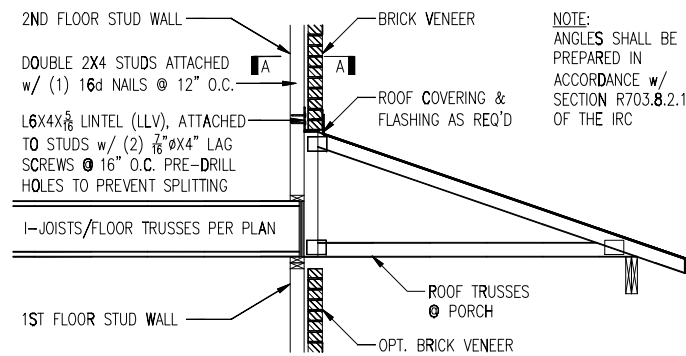 2ND FLOOR STUD WALL
DOUBLE 2X4 STUDS ATTACHED
w/ (1) 16d NAILS @ 12" O.C.
L6X4X5/16 LINTEL (LLV), ATTACHED
TO STUDS w/ (2) 7/16"øX4" LAG
SCREWS @ 16" O.C. PRE-DRILL
HOLES TO PREVENT SPLITTING
I-JOISTS/FLOOR TRUSSES PER PLAN
1ST FLOOR STUD WALL
A
A
BRICK VENEER
ROOF COVERING &
FLASHING AS REQ'D
ROOF TRUSSES
@ PORCH
OPT. BRICK VENEER
NOTE:
ANGLES SHALL BE
PREPARED IN
ACCORDANCE w/
SECTION R703.8.2.1
OF THE IRC